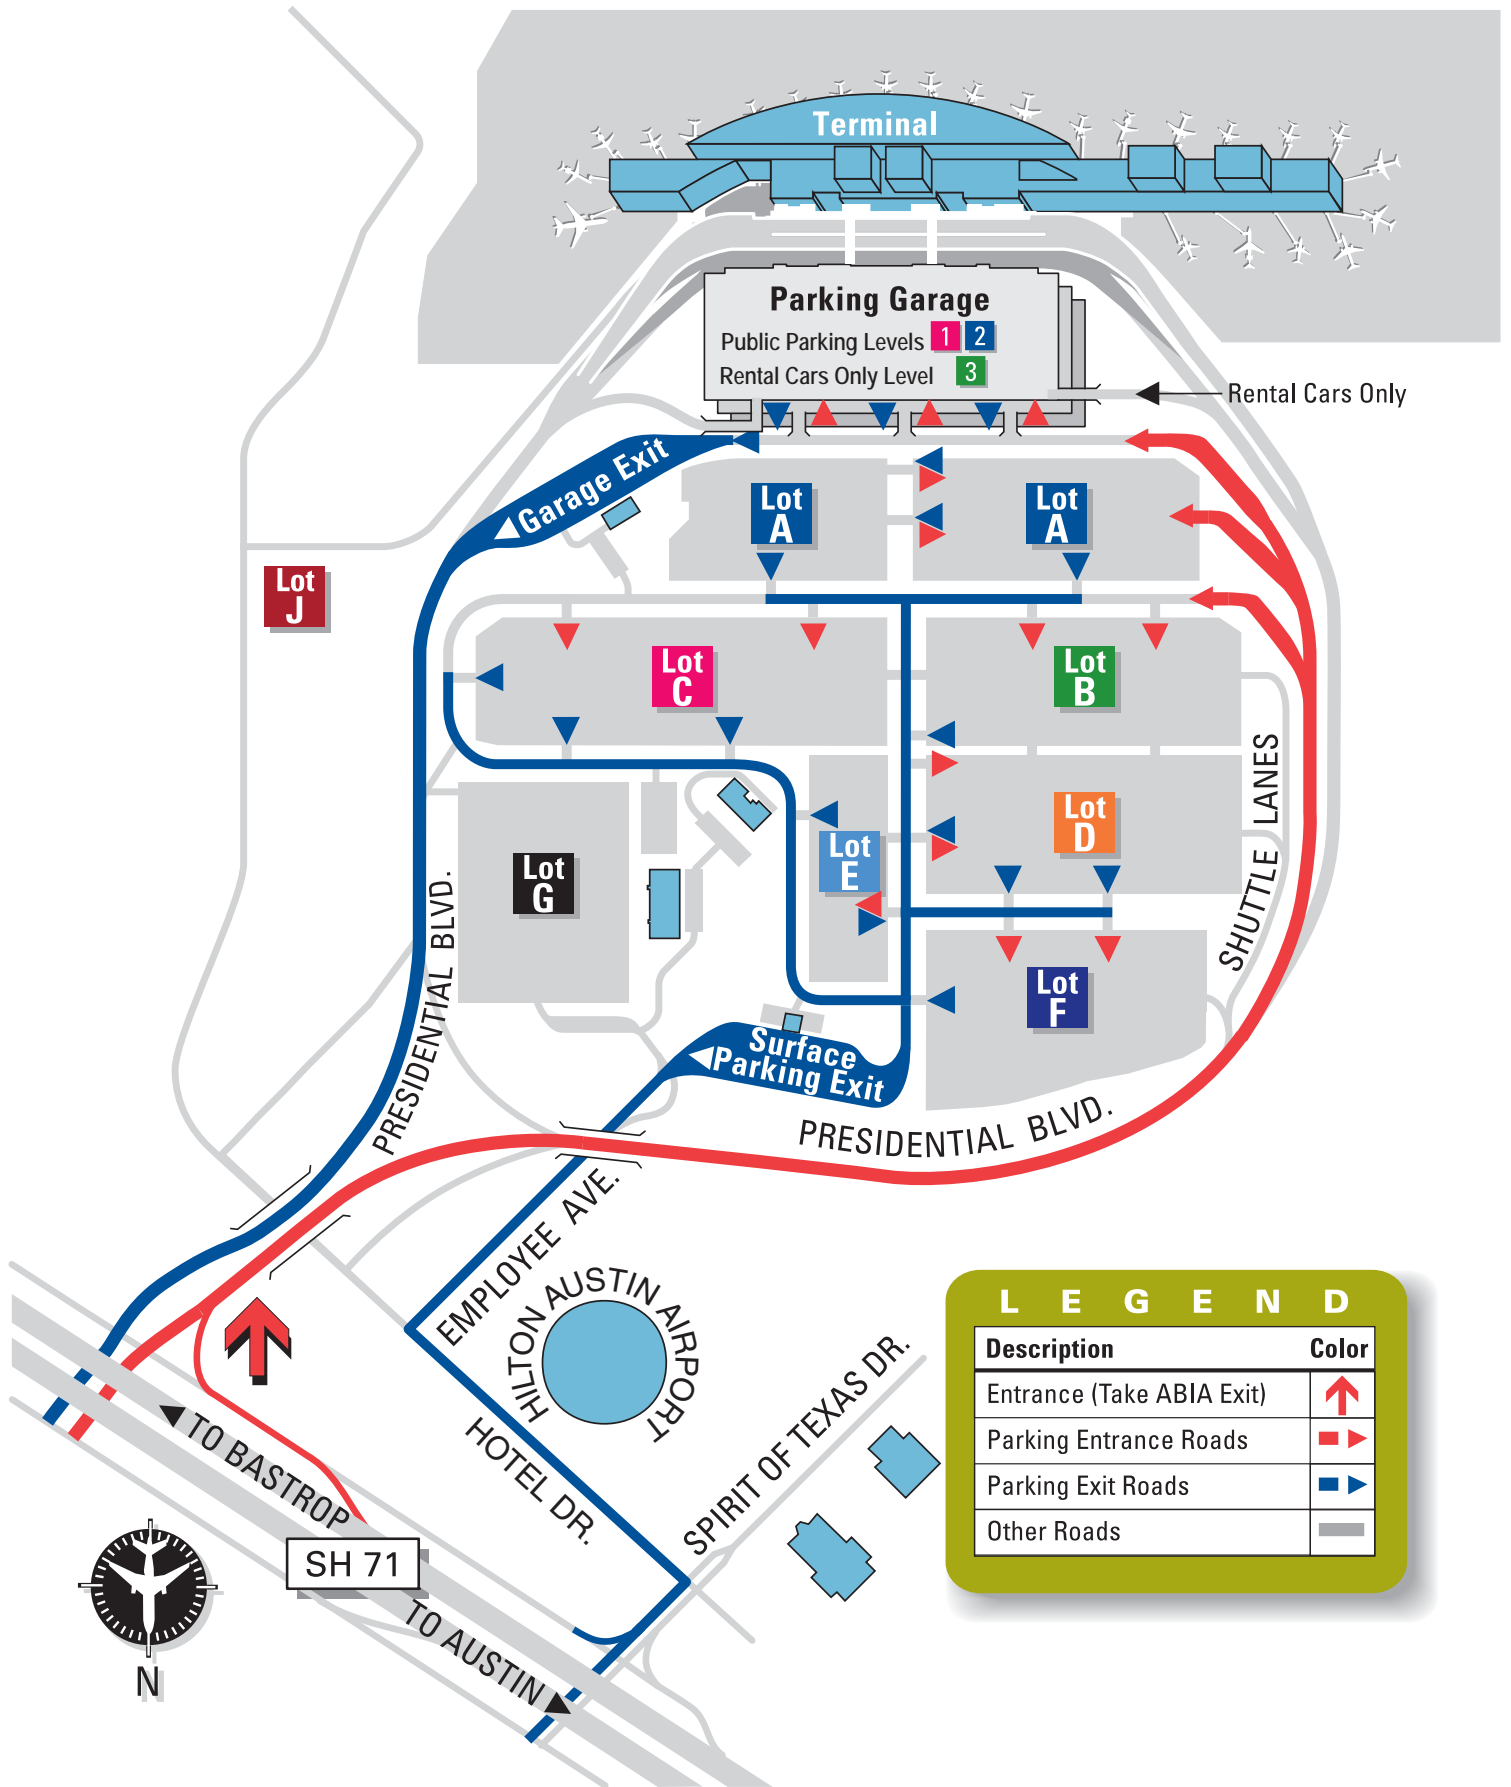 Terminal
Parking Garage
Public Parking Levels 1 2
Rental Cars Only Level 3
Rental Cars Only
Garage Exit
Lot
A
Lot
A
Lot
J
Lot
C
Lot
B
SHUTTLE LANES
Lot
D
Lot
E
Lot
G
PRESIDENTIAL BLVD.
Lot
F
Surface
Parking Exit
PRESIDENTIAL BLVD.
EMPLOYEE AVE.
HILTON AUSTIN AIRPORT
HOTEL DR.
SPIRIT OF TEXAS DR.
TO BASTROP
SH 71
TO AUSTIN
N
LEGEND
Description Color
Entrance (Take ABIA Exit)
Parking Entrance Roads
Parking Exit Roads
Other Roads